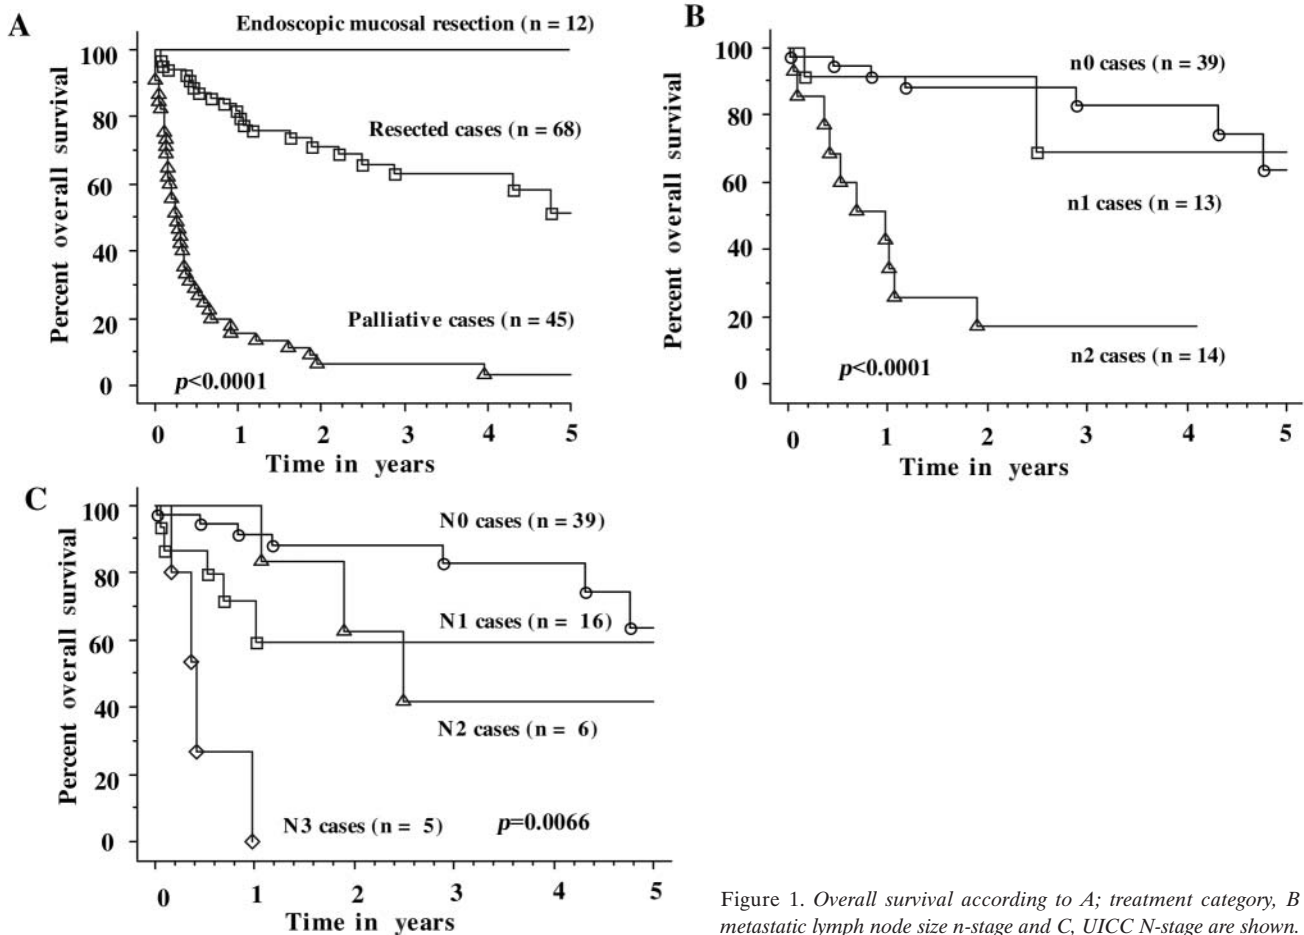 A
Endoscopic mucosal resection (n = 12)
100
80
60
40
20
0
Percent overall survival
Resected cases (n = 68)
Palliative cases (n = 45)
p<0.0001
0 1 2 3 4 5
Time in years
B
100
80
60
40
20
0
Percent overall survival
n0 cases (n = 39)
n1 cases (n = 13)
n2 cases (n = 14)
p<0.0001
0 1 2 3 4 5
Time in years
C
100
80
60
40
20
0
Percent overall survival
N0 cases (n = 39)
N1 cases (n = 16)
N2 cases (n = 6)
N3 cases (n = 5)
p=0.0066
0 1 2 3 4 5
Time in years
Figure 1. Overall survival according to A; treatment category, B
metastatic lymph node size n-stage and C, UICC N-stage are shown.